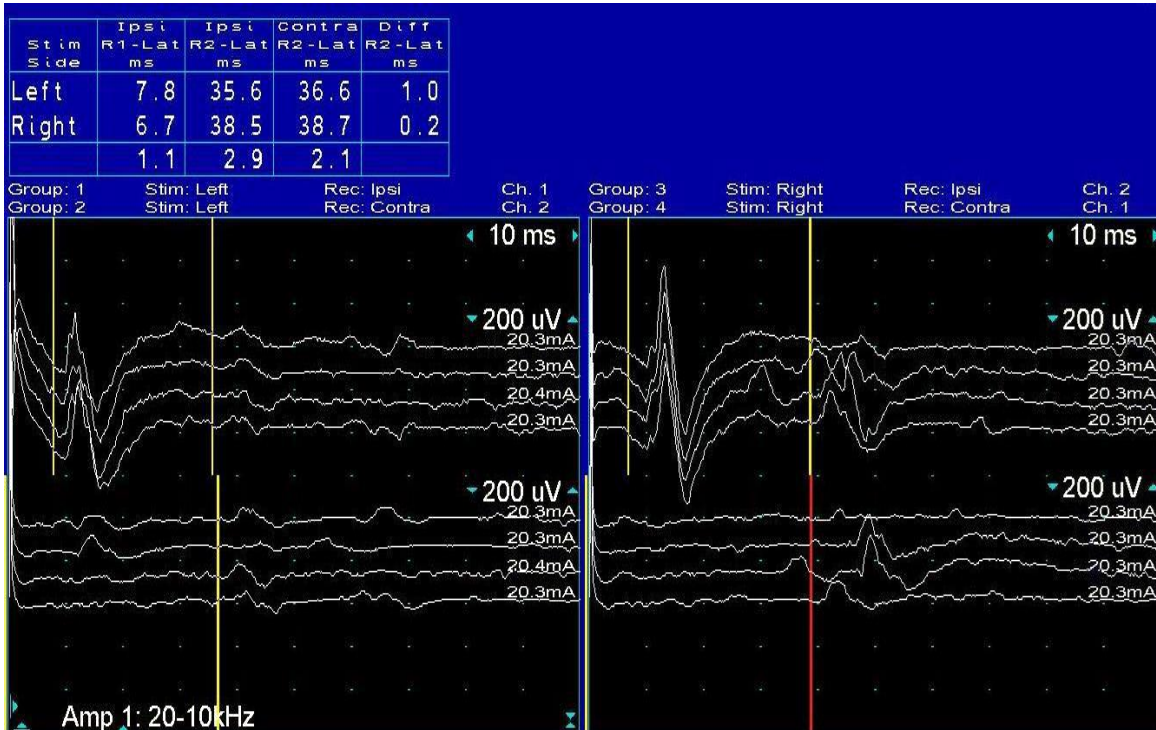 Stim Side Ipsi R1-Lat ms Ipsi R2-Lat ms Contra R2-Lat ms Diff R2-Lat ms
Left 7.8 35.6 36.6 1.0
Right 6.7 38.5 38.7 0.2
1.1 2.9 2.1
Group: 1 Stim: Left Rec: Ipsi Ch. 1
Group: 2 Stim: Left Rec: Contra Ch. 2
10 ms
200 uV
20.3mA
20.3mA
20.4mA
20.3mA
200 uV
20.3mA
20.3mA
20.4mA
20.3mA
Amp 1: 20-10kHz
Group: 3 Stim: Right Rec: Ipsi Ch. 2
Group: 4 Stim: Right Rec: Contra Ch. 1
10 ms
200 uV
20.3mA
20.3mA
20.3mA
20.3mA
200 uV
20.3mA
20.3mA
20.3mA
20.3mA